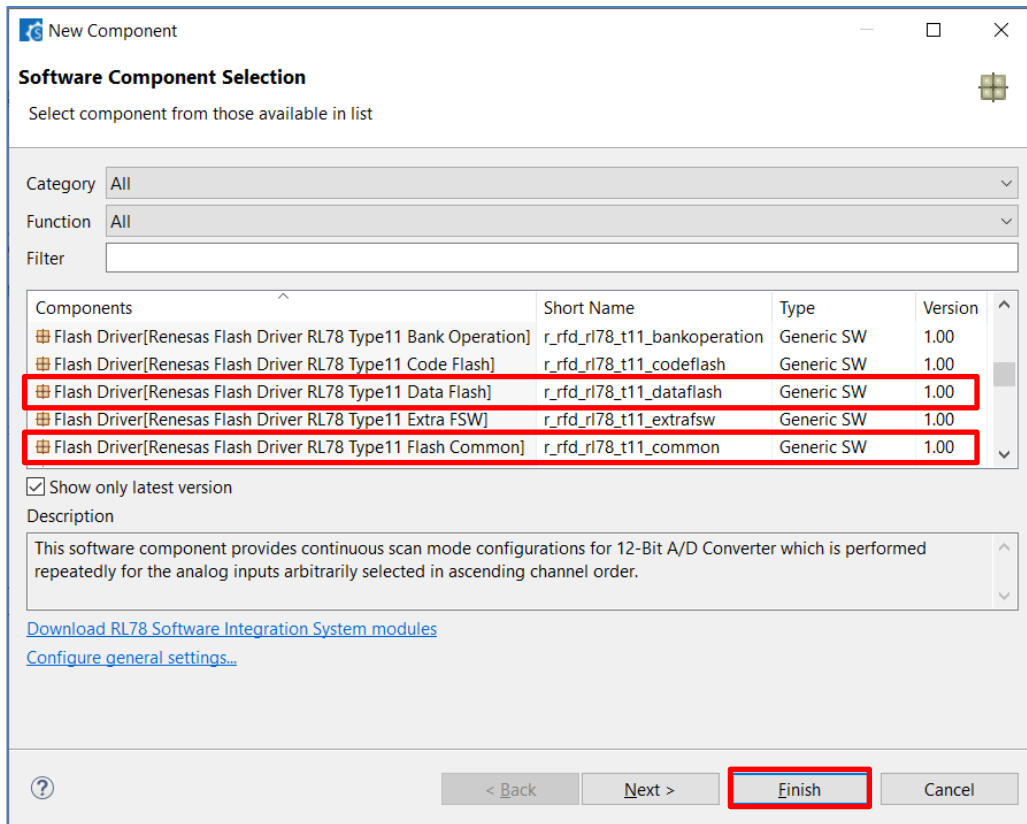 New Component
Software Component Selection
Select component from those available in list
Category All
Function All
Filter
Components Short Name Type Version
Flash Driver[Renesas Flash Driver RL78 Type11 Bank Operation] r_rfd_rl78_t11_bankoperation Generic SW 1.00
Flash Driver[Renesas Flash Driver RL78 Type11 Code Flash] r_rfd_rl78_t11_codeflash Generic SW 1.00
Flash Driver[Renesas Flash Driver RL78 Type11 Data Flash] r_rfd_rl78_t11_dataflash Generic SW 1.00
Flash Driver[Renesas Flash Driver RL78 Type11 Extra FSW] r_rfd_rl78_t11_extrafsw Generic SW 1.00
Flash Driver[Renesas Flash Driver RL78 Type11 Flash Common] r_rfd_rl78_t11_common Generic SW 1.00
Show only latest version
Description
This software component provides continuous scan mode configurations for 12-Bit A/D Converter which is performed
repeatedly for the analog inputs arbitrarily selected in ascending channel order.
Download RL78 Software Integration System modules
Configure general settings...
? < Back Next > Finish Cancel